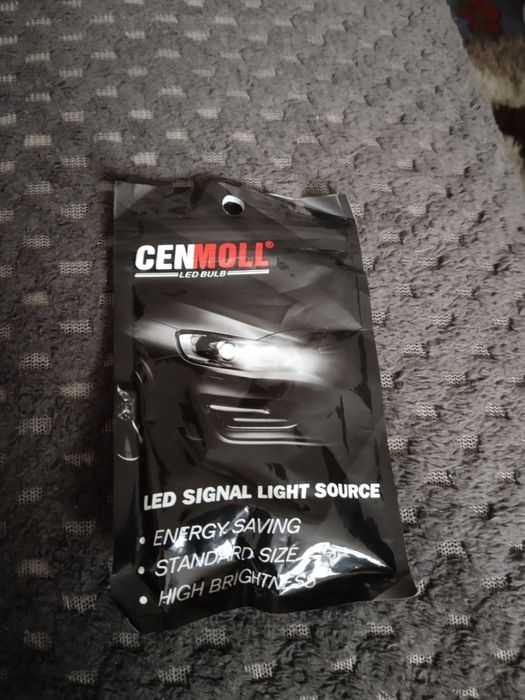 CENMOLL®
LED BULB
LED SIGNAL LIGHT SOURCE
• ENERGY SAVING
• STANDARD SIZE
• HIGH BRIGHTNESS